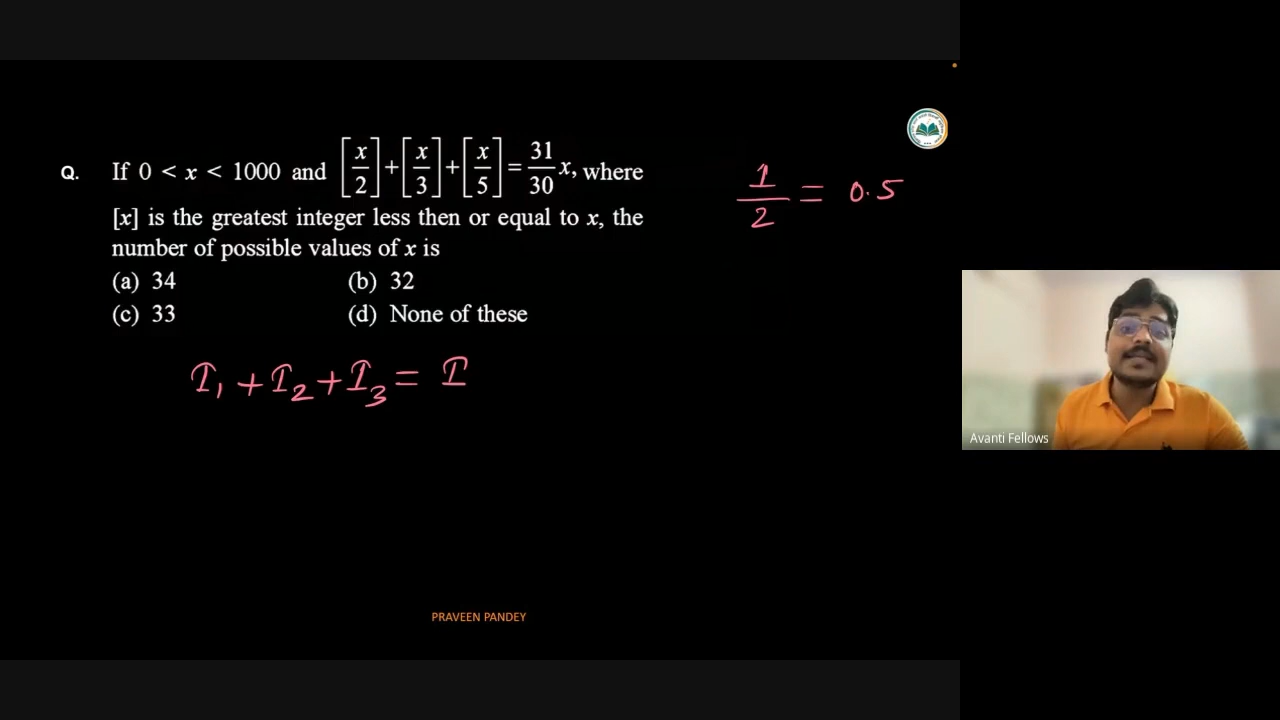 Q. If 0 < x < 1000 and [x/2]+[x/3]+[x/5]=31/30 x, where
[x] is the greatest integer less then or equal to x, the
number of possible values of x is
(a) 34 (b) 32
(c) 33 (d) None of these
1/2 = 0.5
I₁ + I₂ + I₃ = I
Avanti Fellows
PRAVEEN PANDEY